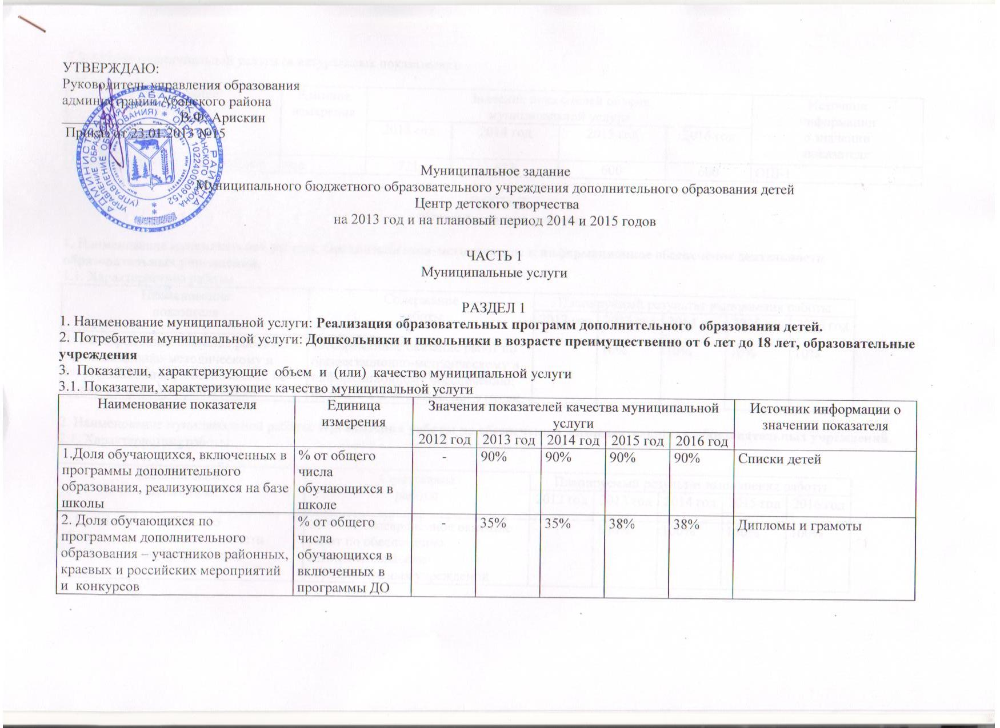 УТВЕРЖДАЮ:
Руководитель управления образования
администрации Абанского района
В.Ф. Арискин
Приказ от 23.01.2013 №15
Муниципальное задание
Муниципального бюджетного образовательного учреждения дополнительного образования детей
Центр детского творчества
на 2013 год и на плановый период 2014 и 2015 годов
ЧАСТЬ 1
Муниципальные услуги
РАЗДЕЛ 1
1. Наименование муниципальной услуги: Реализация образовательных программ дополнительного образования детей.
2. Потребители муниципальной услуги: Дошкольники и школьники в возрасте преимущественно от 6 лет до 18 лет, образовательные
учреждения
3. Показатели, характеризующие объем и (или) качество муниципальной услуги
3.1. Показатели, характеризующие качество муниципальной услуги
Наименование показателя
Единица
измерения
Значения показателей качества муниципальной
услуги
Источник информации о
значении показателя
2012 год 2013 год 2014 год 2015 год 2016 год
1.Доля обучающихся, включенных в
программы дополнительного
образования, реализующихся на базе
школы
% от общего
числа
обучающихся в
школе
- 90% 90% 90% 90% Списки детей
2. Доля обучающихся по
программам дополнительного
образования – участников районных,
краевых и российских мероприятий
и конкурсов
% от общего
числа
обучающихся в
включенных в
программы ДО
- 35% 35% 38% 38% Дипломы и грамоты